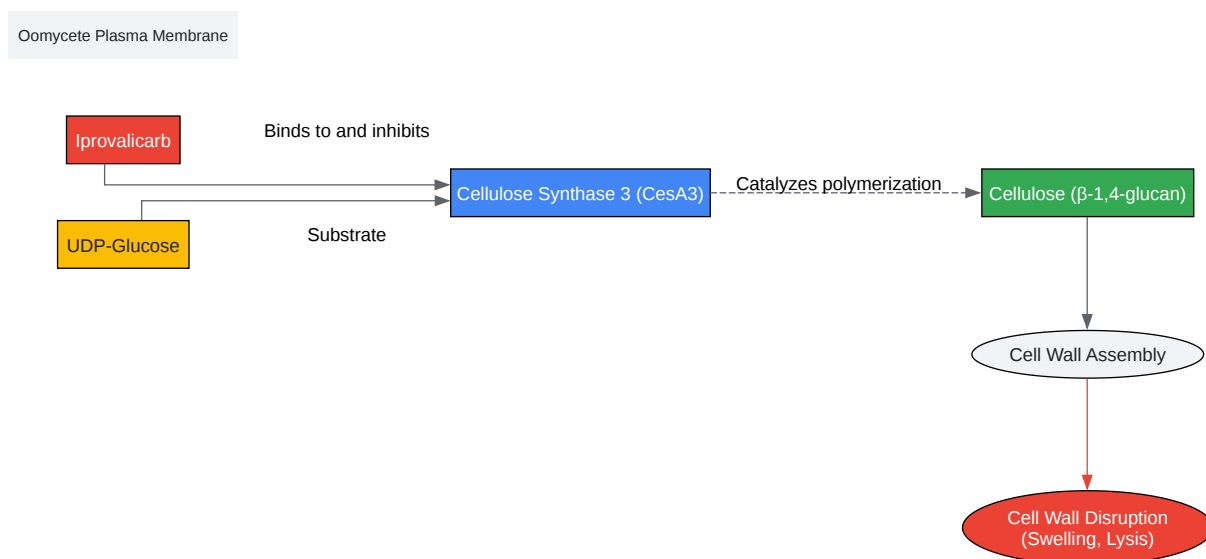 Oomycete Plasma Membrane
Iprovalicarb
Binds to and inhibits
Cellulose Synthase 3 (CesA3)
Catalyzes polymerization
Cellulose (β-1,4-glucan)
UDP-Glucose
Substrate
Cell Wall Assembly
Cell Wall Disruption
(Swelling, Lysis)